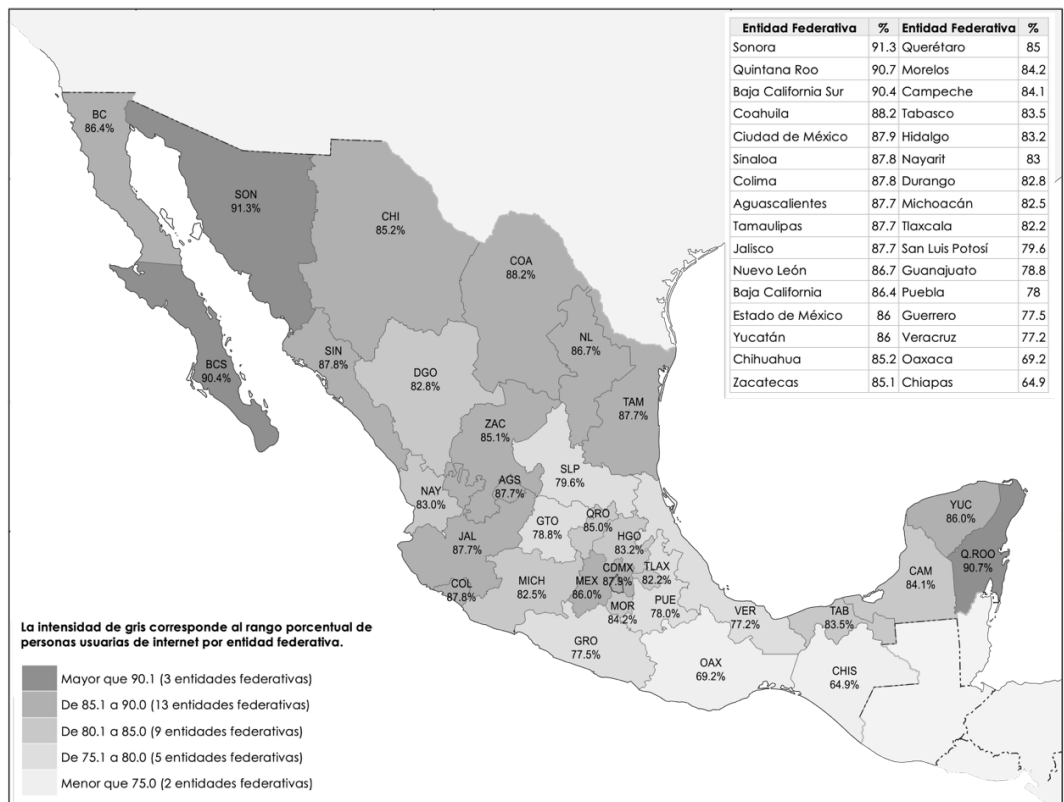 Entidad Federativa % Entidad Federativa %
Sonora 91.3 Querétaro 85
Quintana Roo 90.7 Morelos 84.2
Baja California Sur 90.4 Campeche 84.1
Coahuila 88.2 Tabasco 83.5
Ciudad de México 87.9 Hidalgo 83.2
Sinaloa 87.8 Nayarit 83
Colima 87.8 Durango 82.8
Aguascalientes 87.7 Michoacán 82.5
Tamaulipas 87.7 Tlaxcala 82.2
Jalisco 87.7 San Luis Potosí 79.6
Nuevo León 86.7 Guanajuato 78.8
Baja California 86.4 Puebla 78
Estado de México 86 Guerrero 77.5
Yucatán 86 Veracruz 77.2
Chihuahua 85.2 Oaxaca 69.2
Zacatecas 85.1 Chiapas 64.9
BC
86.4%
SON
91.3%
CHI
85.2%
COA
88.2%
NL
86.7%
SIN
87.8%
BCS
90.4%
DGO
82.8%
TAM
87.7%
ZAC
85.1%
SLP
79.6%
AGS
87.7%
NAY
83.0%
GTO
78.8%
QRO
85.0%
HGO
83.2%
JAL
87.7%
COL
87.8%
MICH
82.5%
MEX
86.0%
CDMX
87.9%
TLAX
82.2%
MOR
84.2%
PUE
78.0%
VER
77.2%
GRO
77.5%
OAX
69.2%
TAB
83.5%
CHIS
64.9%
CAM
84.1%
YUC
86.0%
Q.ROO
90.7%
La intensidad de gris corresponde al rango porcentual de
personas usuarias de internet por entidad federativa.
Mayor que 90.1 (3 entidades federativas)
De 85.1 a 90.0 (13 entidades federativas)
De 80.1 a 85.0 (9 entidades federativas)
De 75.1 a 80.0 (5 entidades federativas)
Menor que 75.0 (2 entidades federativas)